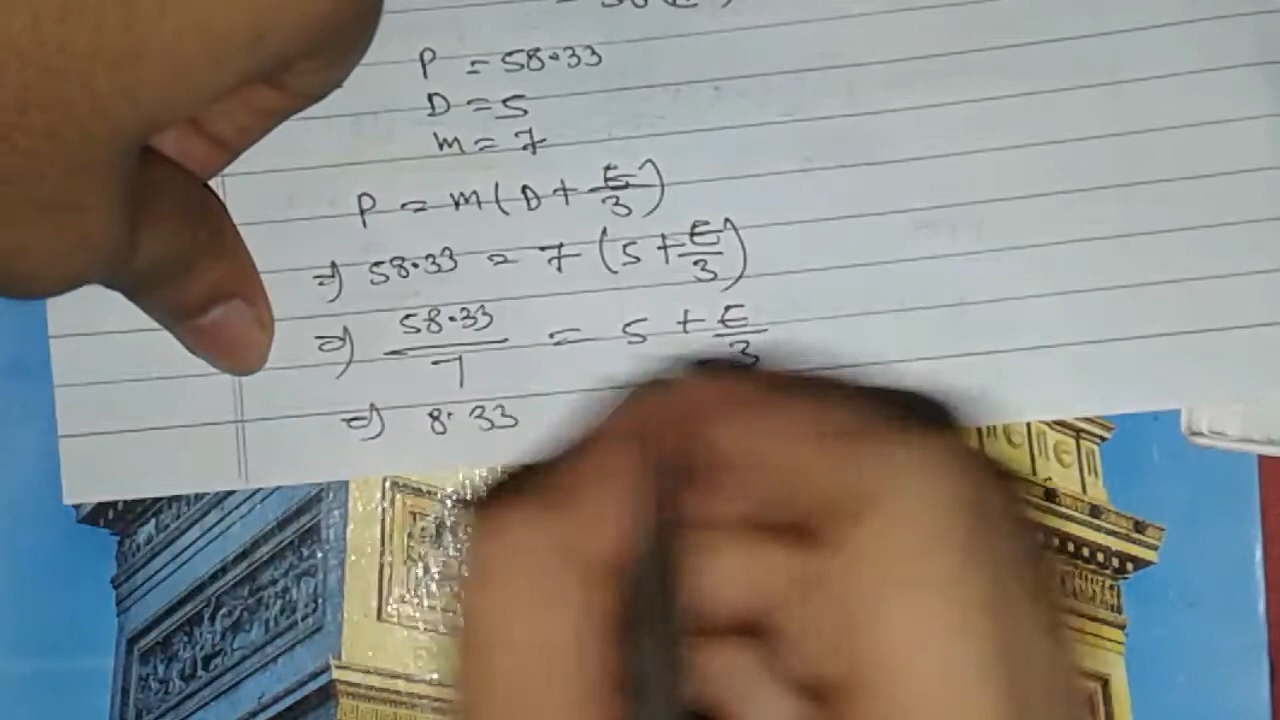 P = 58.33
D = 5
m = 7
P = m(D + E/3)
⇒ 58.33 = 7 (5 + E/3)
⇒ 58.33/7 = 5 + E/3
⇒ 8.33